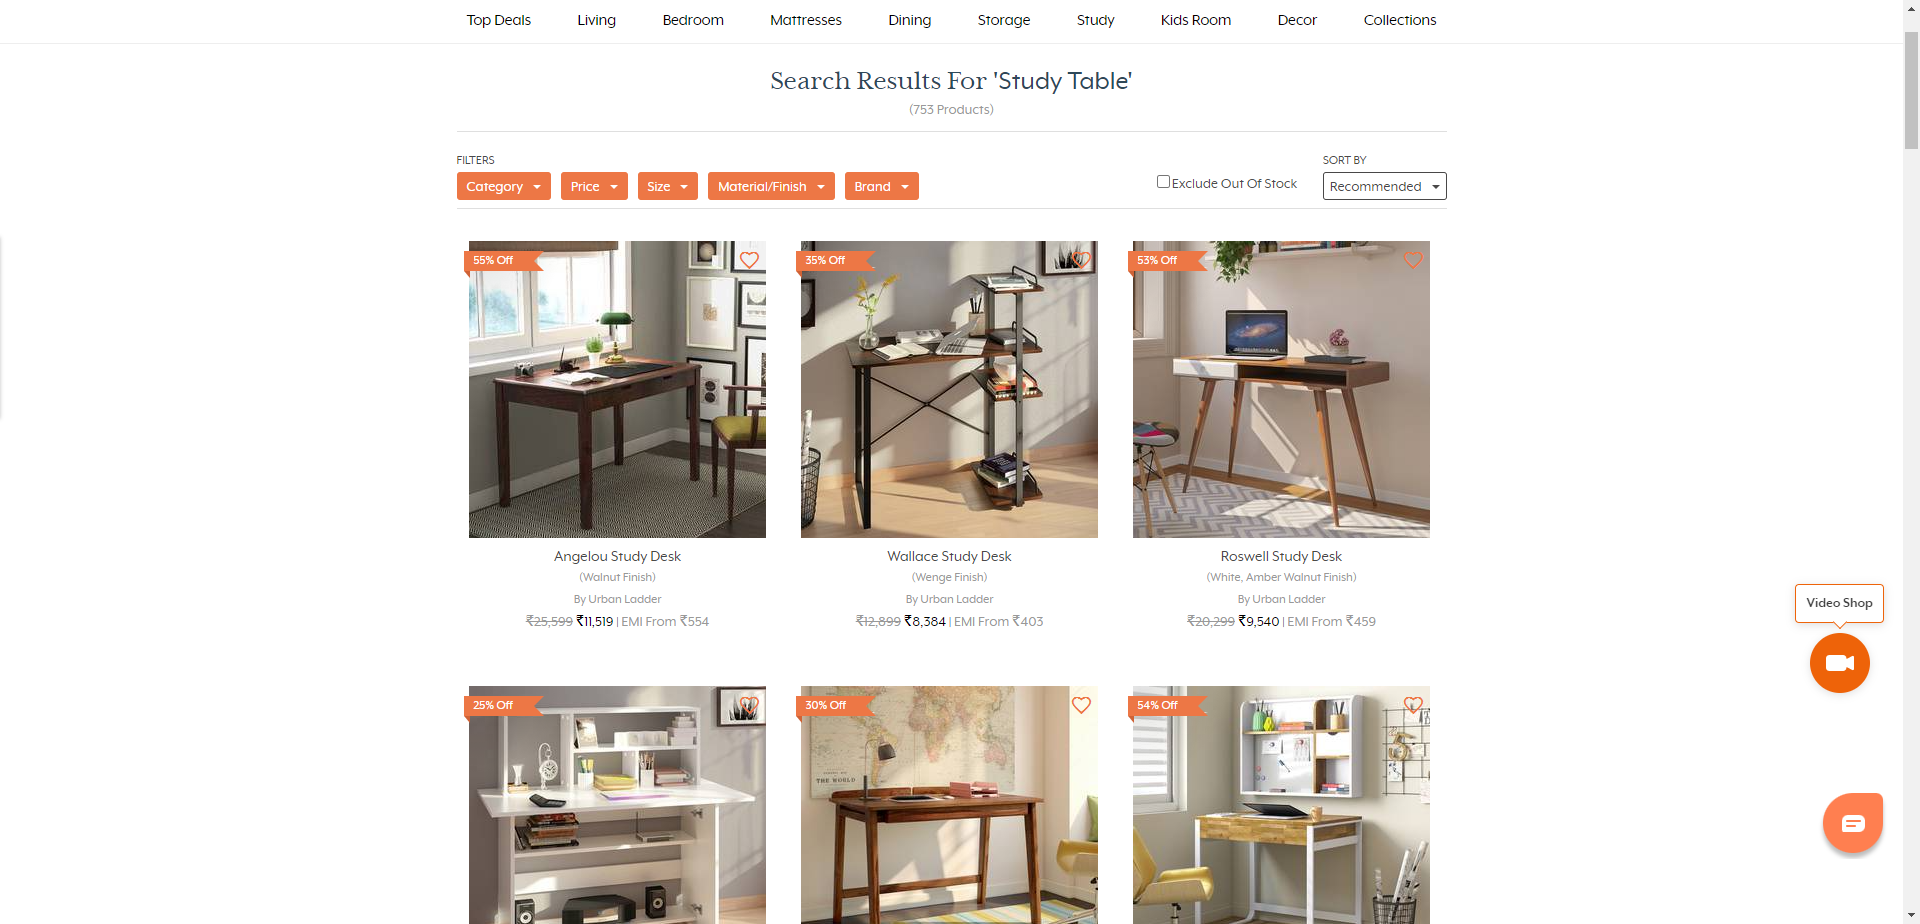 Top Deals Living Bedroom Mattresses Dining Storage Study Kids Room Decor Collections
Search Results For 'Study Table'
(753 Products)
FILTERS
SORT BY
Category Price Size Material/Finish Brand
Exclude Out Of Stock
Recommended
55% Off
35% Off
53% Off
Angelou Study Desk
(Walnut Finish)
By Urban Ladder
₹25,599 ₹11,519 | EMI From ₹554
Wallace Study Desk
(Wenge Finish)
By Urban Ladder
₹12,899 ₹8,384 | EMI From ₹403
Roswell Study Desk
(White, Amber Walnut Finish)
By Urban Ladder
₹20,299 ₹9,540 | EMI From ₹459
Video Shop
25% Off
30% Off
THE WORLD
54% Off